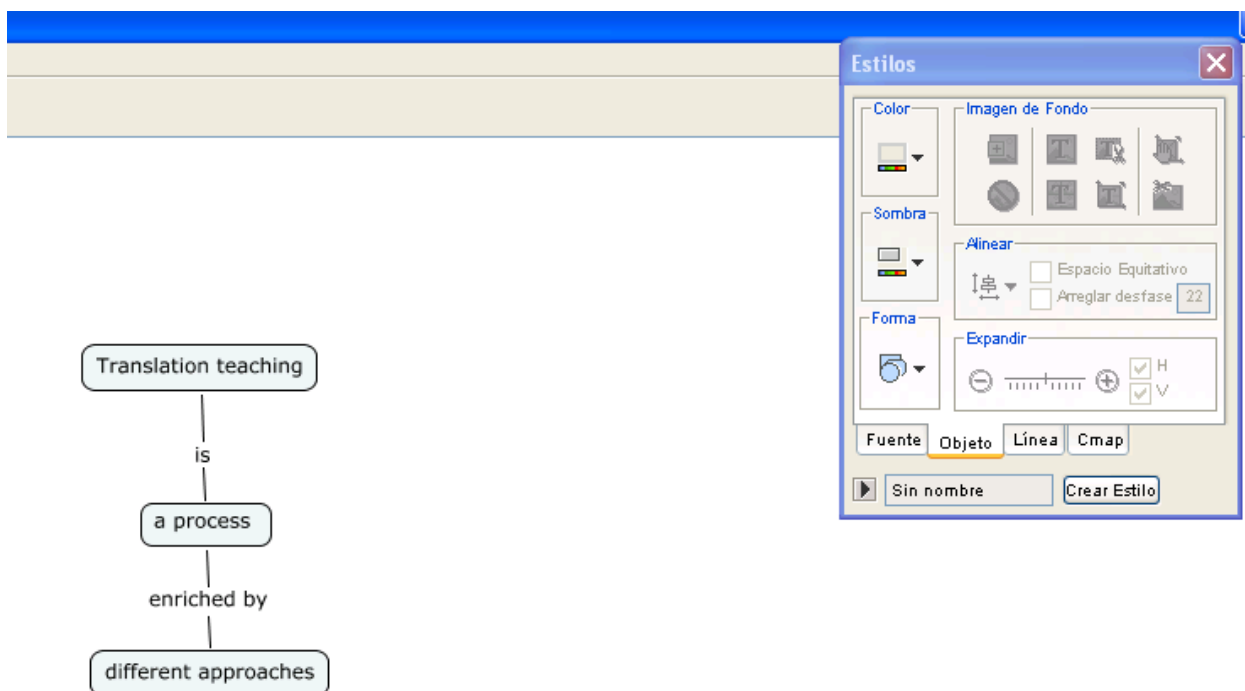 Estilos
Color
Imagen de Fondo
Sombra
Alinear
Espacio Equitativo
Arreglar desfase 22
Forma
Expandir
H
V
Fuente Objeto Línea Cmap
Sin nombre Crear Estilo
Translation teaching
is
a process
enriched by
different approaches